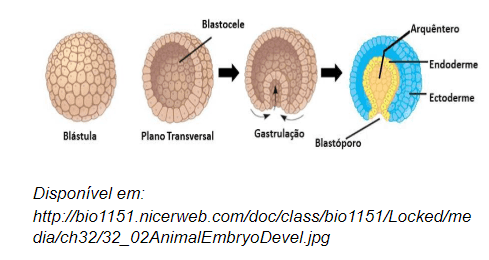 Blastocele
Arquêntero
Endoderme
Ectoderme
Blástula
Plano Transversal
Gastrulação
Blastóporo
Disponível em:
http://bio1151.nicerweb.com/doc/class/bio1151/Locked/me
dia/ch32/32_02AnimalEmbryoDevel.jpg